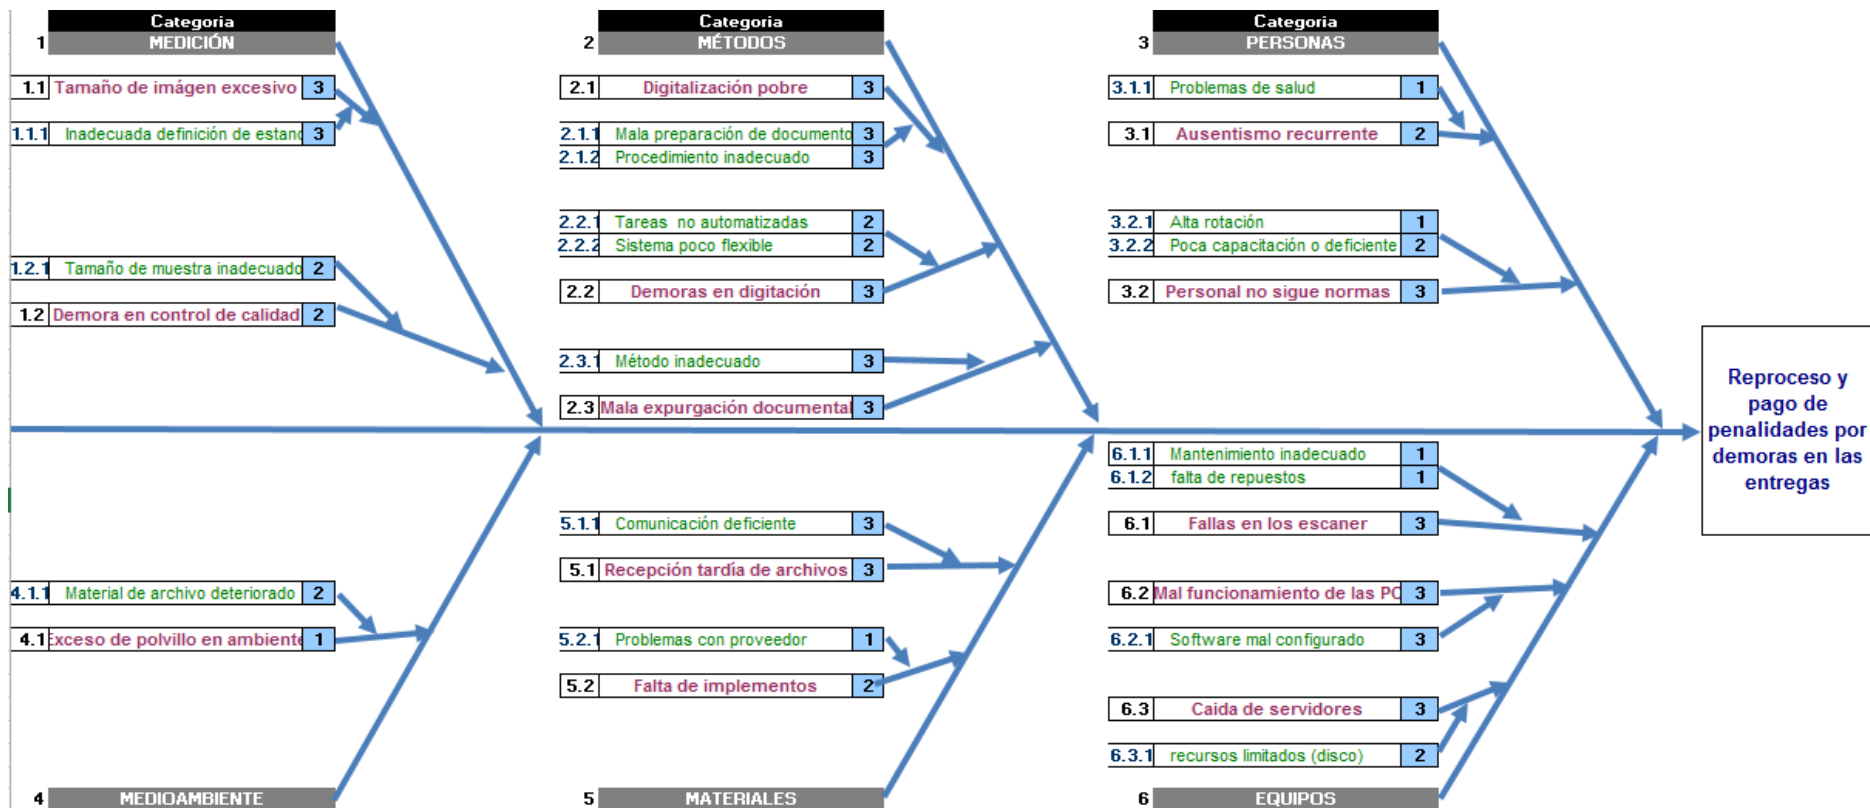 Categoria
1 MEDICIÓN
1.1 Tamaño de imágen excesivo 3
1.1.1 Inadecuada definición de estand 3
1.2.1 Tamaño de muestra inadecuado 2
1.2 Demora en control de calidad 2
Categoria
2 MÉTODOS
2.1 Digitalización pobre 3
2.1.1 Mala preparación de documento 3
2.1.2 Procedimiento inadecuado 3
2.2.1 Tareas no automatizadas 2
2.2.2 Sistema poco flexible 2
2.2 Demoras en digitación 3
2.3.1 Método inadecuado 3
2.3 Mala expurgación documental 3
Categoria
3 PERSONAS
3.1.1 Problemas de salud 1
3.1 Ausentismo recurrente 2
3.2.1 Alta rotación 1
3.2.2 Poca capacitación o deficiente 2
3.2 Personal no sigue normas 3
Reproceso y
pago de
penalidades por
demoras en las
entregas
4.1.1 Material de archivo deteriorado 2
4.1 Exceso de polvillo en ambiente 1
4 MEDIOAMBIENTE
5.1.1 Comunicación deficiente 3
5.1 Recepción tardía de archivos 3
5.2.1 Problemas con proveedor 1
5.2 Falta de implementos 2
5 MATERIALES
6.1.1 Mantenimiento inadecuado 1
6.1.2 falta de repuestos 1
6.1 Fallas en los escaner 3
6.2 Mal funcionamiento de las PC 3
6.2.1 Software mal configurado 3
6.3 Caida de servidores 3
6.3.1 recursos limitados (disco) 2
6 EQUIPOS